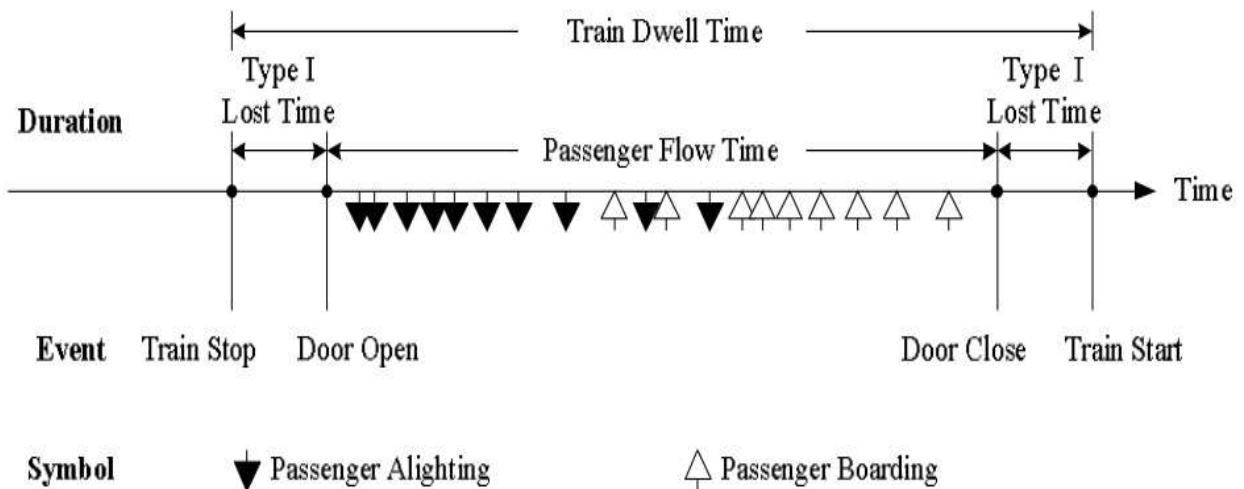 Train Dwell Time
Type I
Lost Time
Type I
Lost Time
Duration
Passenger Flow Time
Time
Event
Train Stop
Door Open
Door Close
Train Start
Symbol
Passenger Alighting
Passenger Boarding